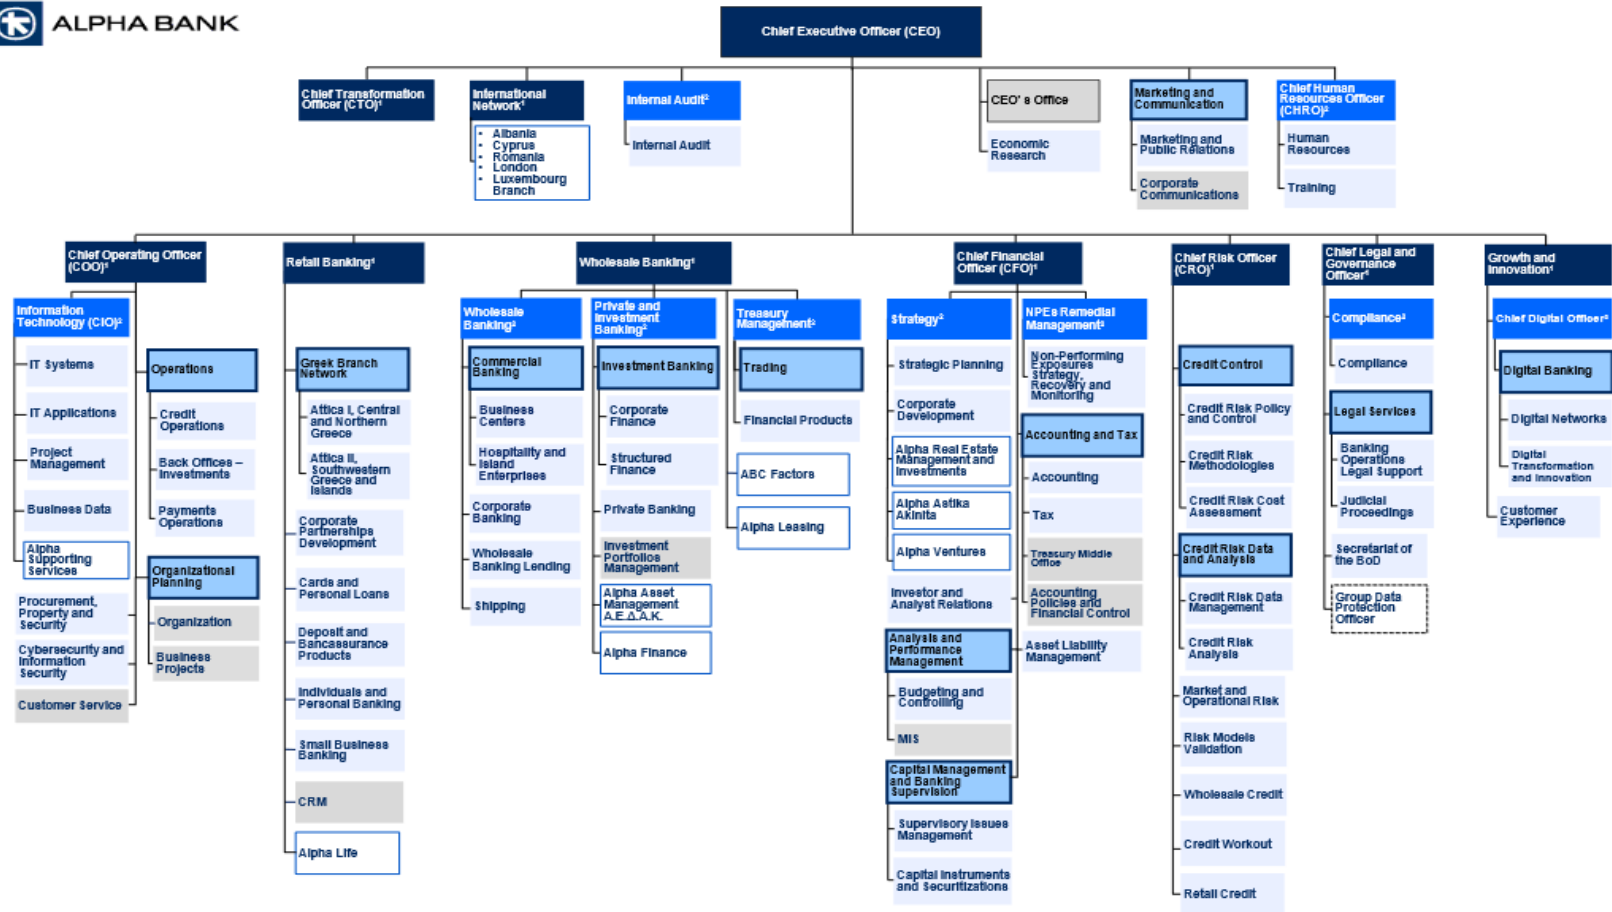 ALPHA BANK
Chief Executive Officer (CEO)
Chief Transformation
Officer (CTO)¹
International
Network¹
• Albania
• Cyprus
• Romania
• London
• Luxembourg
Branch
Internal Audit²
Internal Audit
CEO' s Office
Economic
Research
Marketing and
Communication
Marketing and
Public Relations
Corporate
Communications
Chief Human
Resources Officer
(CHRO)²
Human
Resources
Training
Chief Operating Officer
(COO)¹
Information
Technology (CIO)²
IT Systems
IT Applications
Project
Management
Business Data
Alpha
Supporting
Services
Procurement,
Property and
Security
Cybersecurity and
Information
Security
Customer Service
Operations
Credit
Operations
Back Offices –
Investments
Payments
Operations
Organizational
Planning
Organization
Business
Projects
Retail Banking¹
Greek Branch
Network
Attica I, Central
and Northern
Greece
Attica II,
Southwestern
Greece and
Islands
Corporate
Partnerships
Development
Cards and
Personal Loans
Deposit and
Bancassurance
Products
Individuals and
Personal Banking
Small Business
Banking
CRM
Alpha Life
Wholesale Banking¹
Wholesale
Banking²
Commercial
Banking
Business
Centers
Hospitality and
Island
Enterprises
Corporate
Banking
Wholesale
Banking Lending
Shipping
Private and
Investment
Banking²
Investment Banking
Corporate
Finance
Structured
Finance
Private Banking
Investment
Portfolios
Management
Alpha Asset
Management
Α.Ε.Δ.Α.Κ.
Alpha Finance
Treasury
Management²
Trading
Financial Products
ABC Factors
Alpha Leasing
Chief Financial
Officer (CFO)¹
Strategy²
Strategic Planning
Corporate
Development
Alpha Real Estate
Management and
Investments
Alpha Astika
Akinita
Alpha Ventures
Investor and
Analyst Relations
Analysis and
Performance
Management
Budgeting and
Controlling
MIS
Capital Management
and Banking
Supervision
Supervisory Issues
Management
Capital Instruments
and Securitizations
NPEs Remedial
Management²
Non-Performing
Exposures
Strategy,
Recovery and
Monitoring
Accounting and Tax
Accounting
Tax
Treasury Middle
Office
Accounting
Policies and
Financial Control
Asset Liability
Management
Chief Risk Officer
(CRO)¹
Credit Control
Credit Risk Policy
and Control
Credit Risk
Methodologies
Credit Risk Cost
Assessment
Credit Risk Data
and Analysis
Credit Risk Data
Management
Credit Risk
Analysis
Market and
Operational Risk
Risk Models
Validation
Wholesale Credit
Credit Workout
Retail Credit
Chief Legal and
Governance
Officer¹
Compliance²
Compliance
Legal Services
Banking
Operations
Legal Support
Judicial
Proceedings
Secretariat of
the BoD
Group Data
Protection
Officer
Growth and
Innovation¹
Chief Digital Officer²
Digital Banking
Digital Networks
Digital
Transformation
and Innovation
Customer
Experience